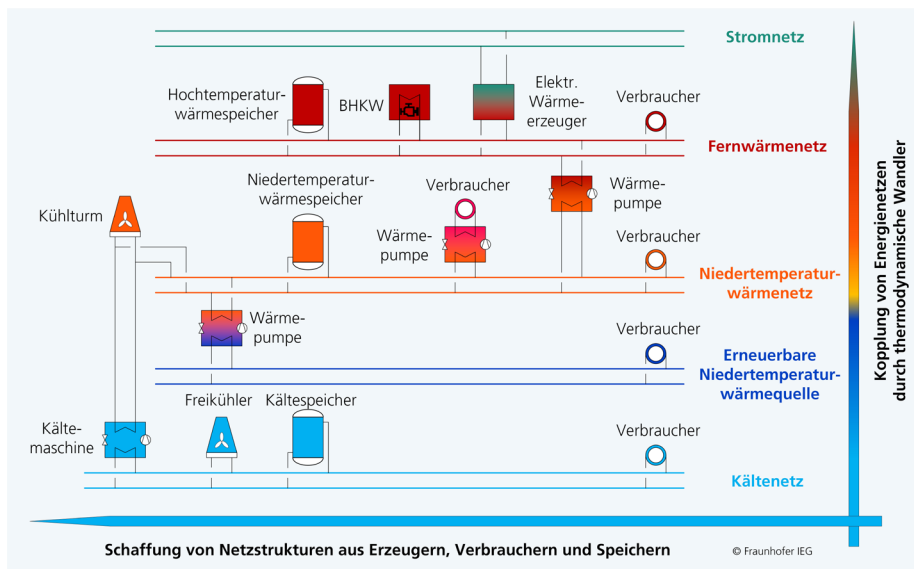 Stromnetz
Elektr.
Wärme-
erzeuger
Hochtemperatur-
wärmespeicher
BHKW
Verbraucher
Fernwärmenetz
Niedertemperatur-
wärmespeicher
Verbraucher
Wärme-
pumpe
Kühlturm
Wärme-
pumpe
Verbraucher
Niedertemperatur-
wärmenetz
Wärme-
pumpe
Verbraucher
Erneuerbare
Niedertemperatur-
wärmequelle
Freikühler
Kältespeicher
Kälte-
maschine
Verbraucher
Kältenetz
Kopplung von Energienetzen
durch thermodynamische Wandler
Schaffung von Netzstrukturen aus Erzeugern, Verbrauchern und Speichern
© Fraunhofer IEG